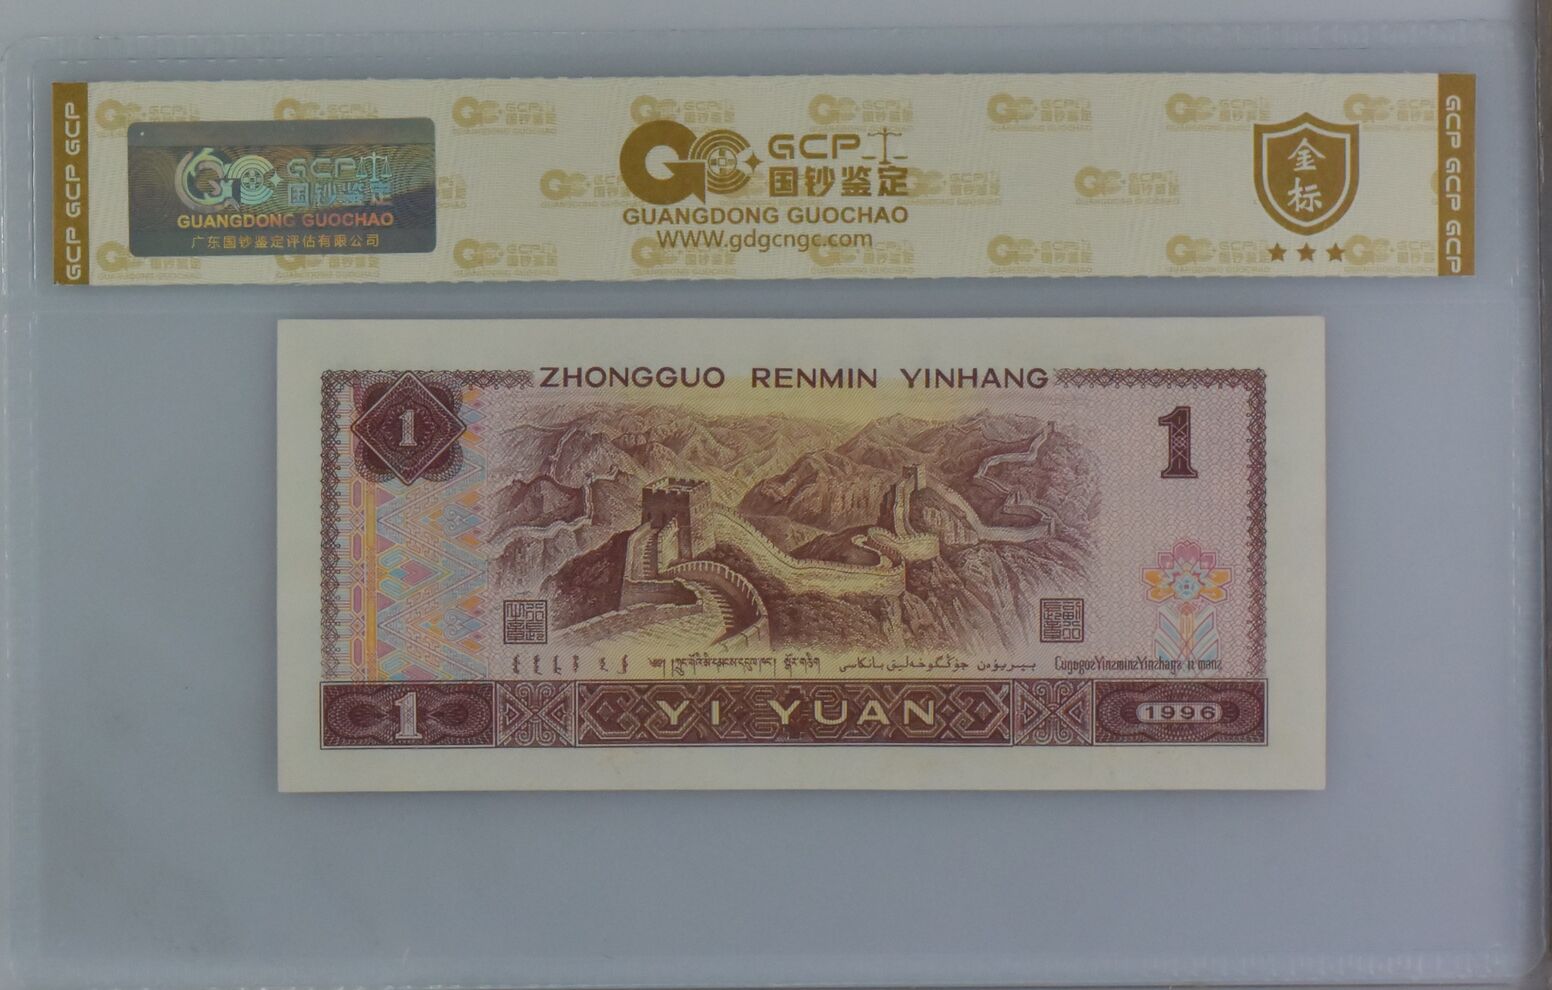 GCP GCP GCP
GCP
国钞鉴定
GUANGDONG GUOCHAO
广东国钞鉴定评估有限公司
GCP
国钞鉴定
GUANGDONG GUOCHAO
WWW.gdgcngc.com
金
标
GCP GCP GCP
ZHONGGUO RENMIN YINHANG
1
1
1
YI YUAN
1996